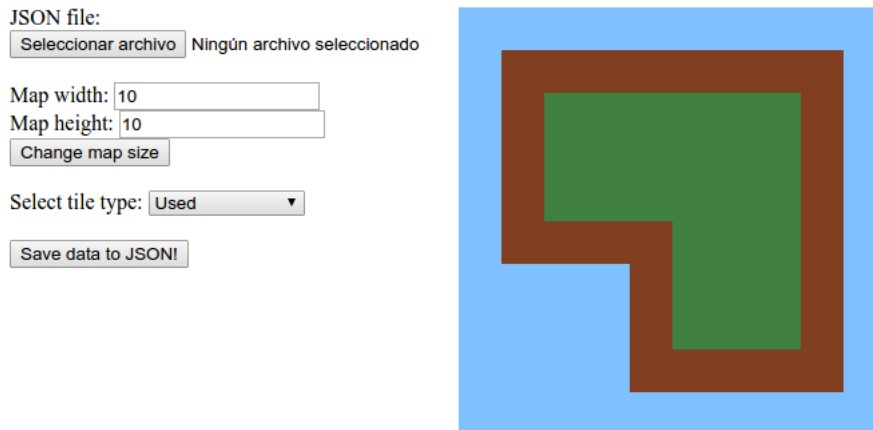 JSON file:
Seleccionar archivo Ningún archivo seleccionado
Map width: 10
Map height: 10
Change map size
Select tile type: Used
Save data to JSON!